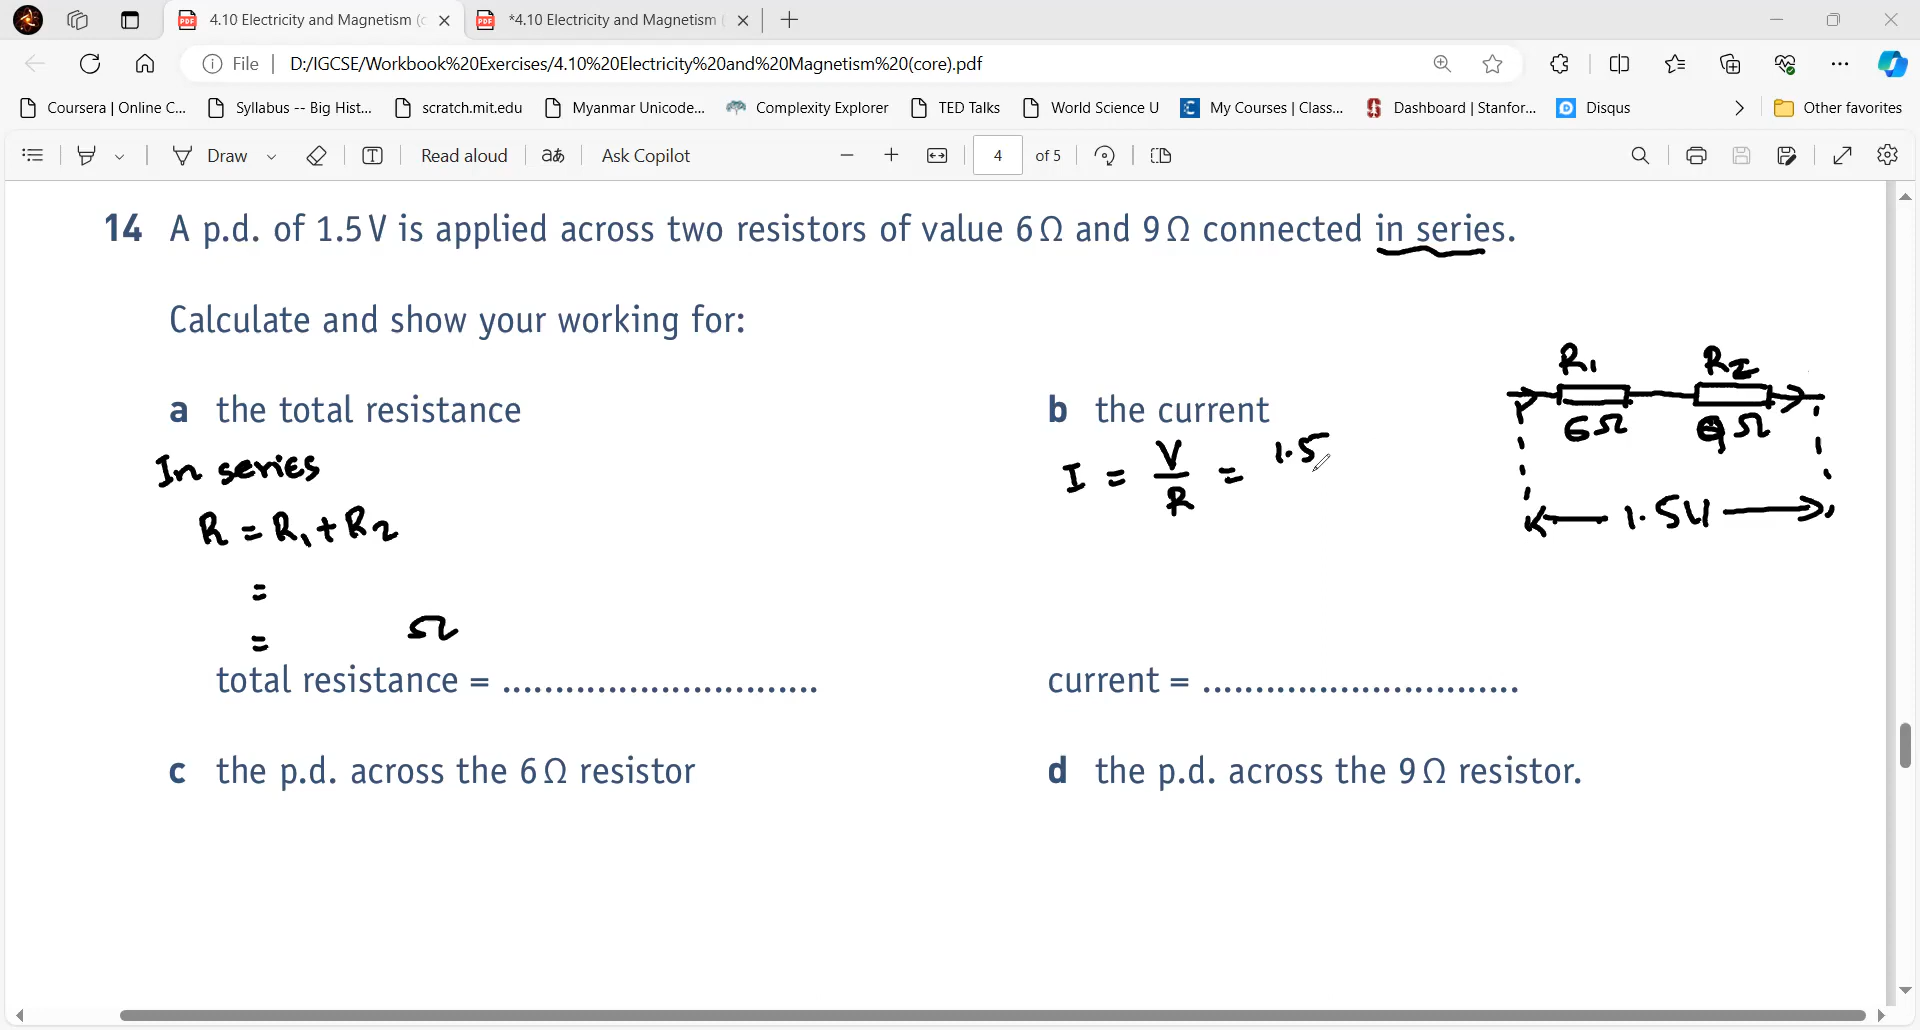 4.10 Electricity and Magnetism (c
*4.10 Electricity and Magnetism (
File | D:/IGCSE/Workbook%20Exercises/4.10%20Electricity%20and%20Magnetism%20(core).pdf
Coursera | Online C... Syllabus -- Big Hist... scratch.mit.edu Myanmar Unicode... Complexity Explorer TED Talks World Science U My Courses | Class... Dashboard | Stanfor... Disqus Other favorites
Draw Read aloud aあ Ask Copilot 4 of 5
14 A p.d. of 1.5 V is applied across two resistors of value 6 Ω and 9 Ω connected in series.
Calculate and show your working for:
R₁ R₂
6Ω 9Ω
1.5V
a the total resistance
In series
R = R₁ + R₂
=
= Ω
total resistance = ..............................
b the current
I = V/R = 1.5
current = ..............................
c the p.d. across the 6 Ω resistor
d the p.d. across the 9 Ω resistor.